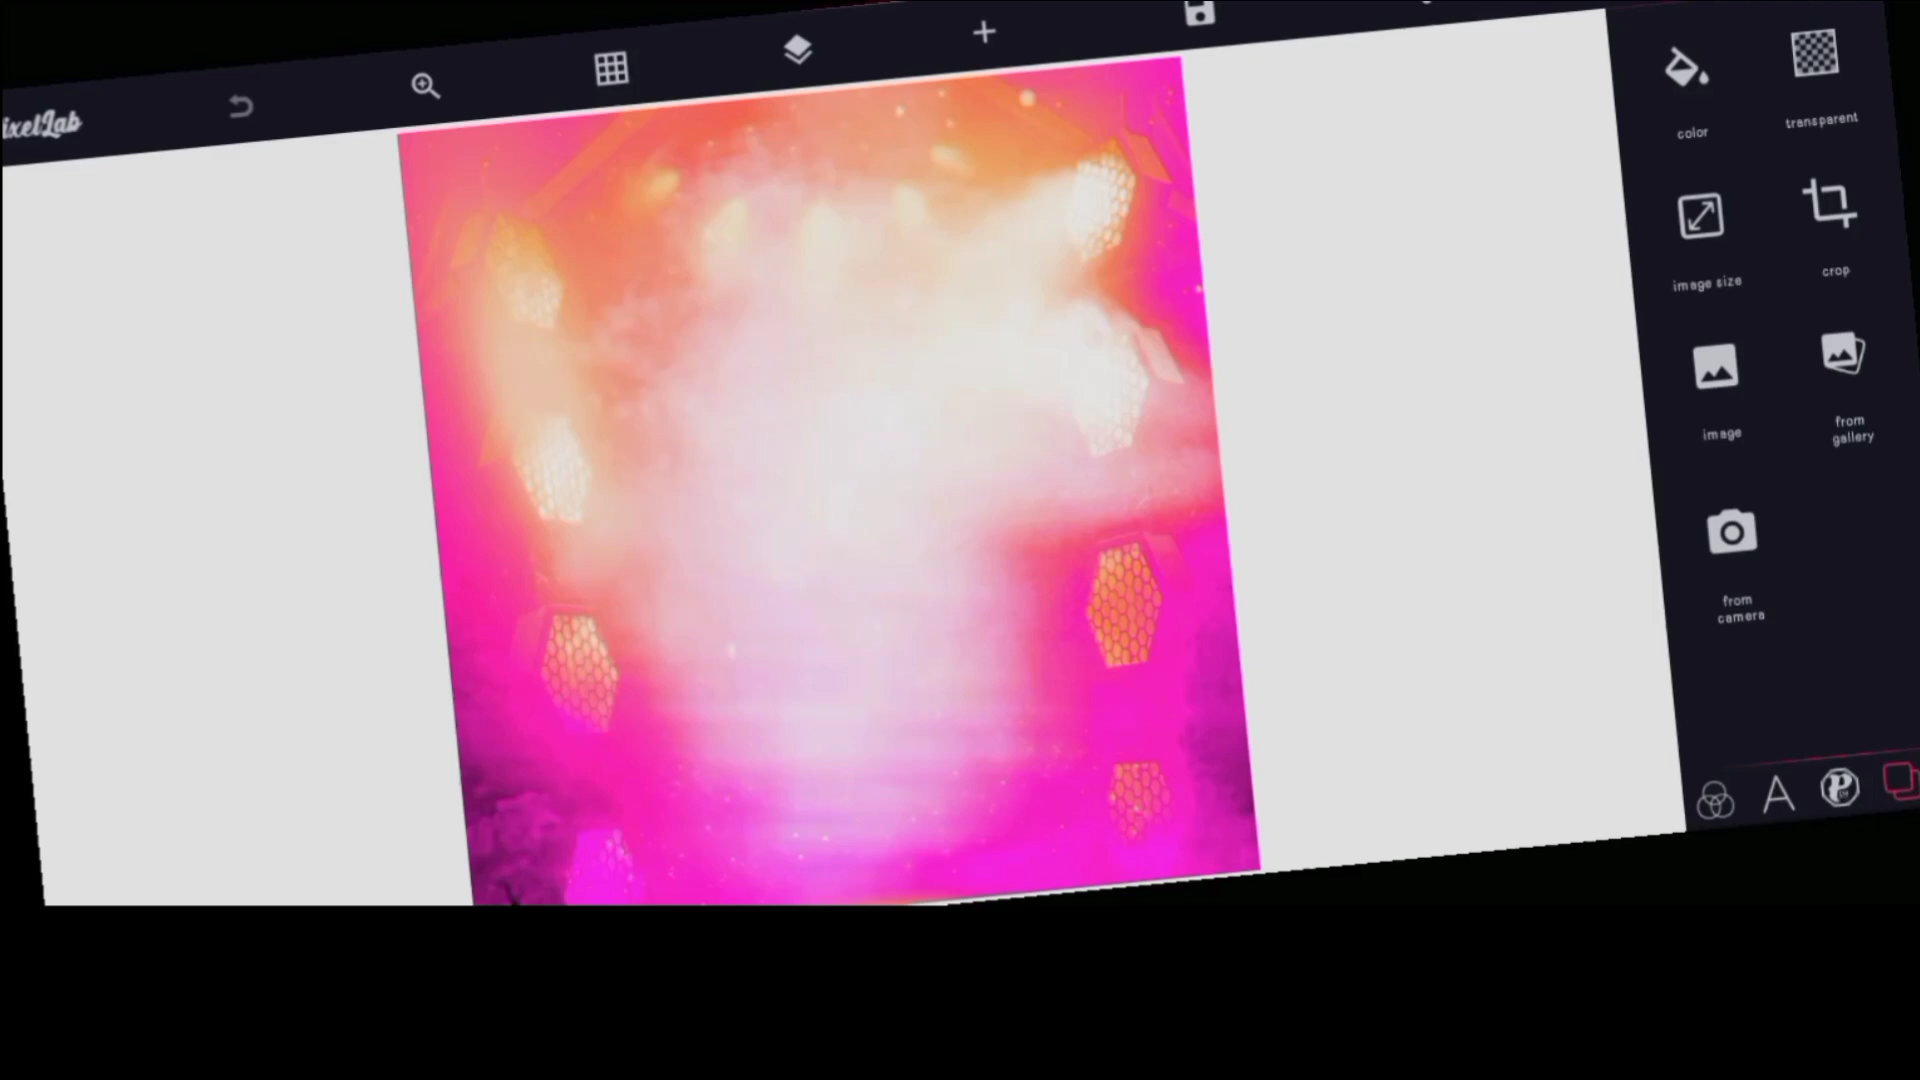 ixelLab
color
transparent
image size
crop
image
from
gallery
from
camera